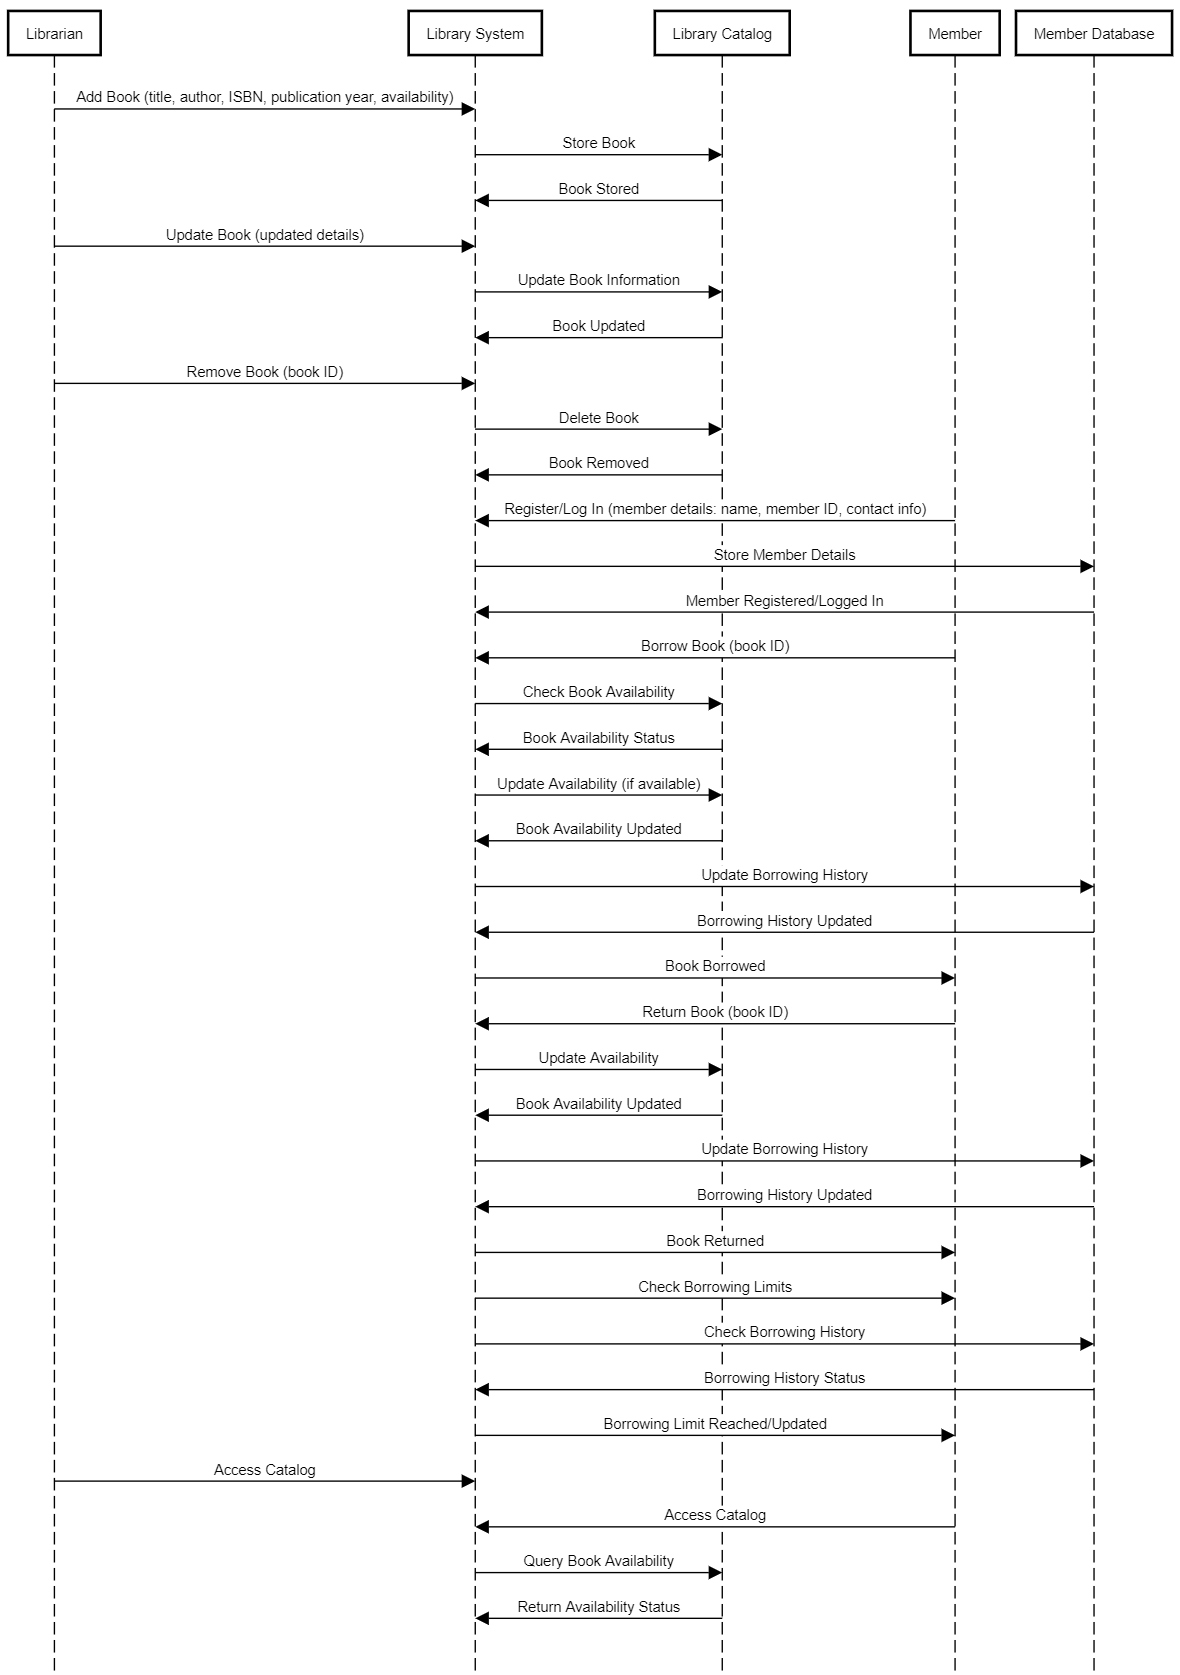 Librarian
Library System
Library Catalog
Member
Member Database
Add Book (title, author, ISBN, publication year, availability)
Store Book
Book Stored
Update Book (updated details)
Update Book Information
Book Updated
Remove Book (book ID)
Delete Book
Book Removed
Register/Log In (member details: name, member ID, contact info)
Store Member Details
Member Registered/Logged In
Borrow Book (book ID)
Check Book Availability
Book Availability Status
Update Availability (if available)
Book Availability Updated
Update Borrowing History
Borrowing History Updated
Book Borrowed
Return Book (book ID)
Update Availability
Book Availability Updated
Update Borrowing History
Borrowing History Updated
Book Returned
Check Borrowing Limits
Check Borrowing History
Borrowing History Status
Borrowing Limit Reached/Updated
Access Catalog
Access Catalog
Query Book Availability
Return Availability Status